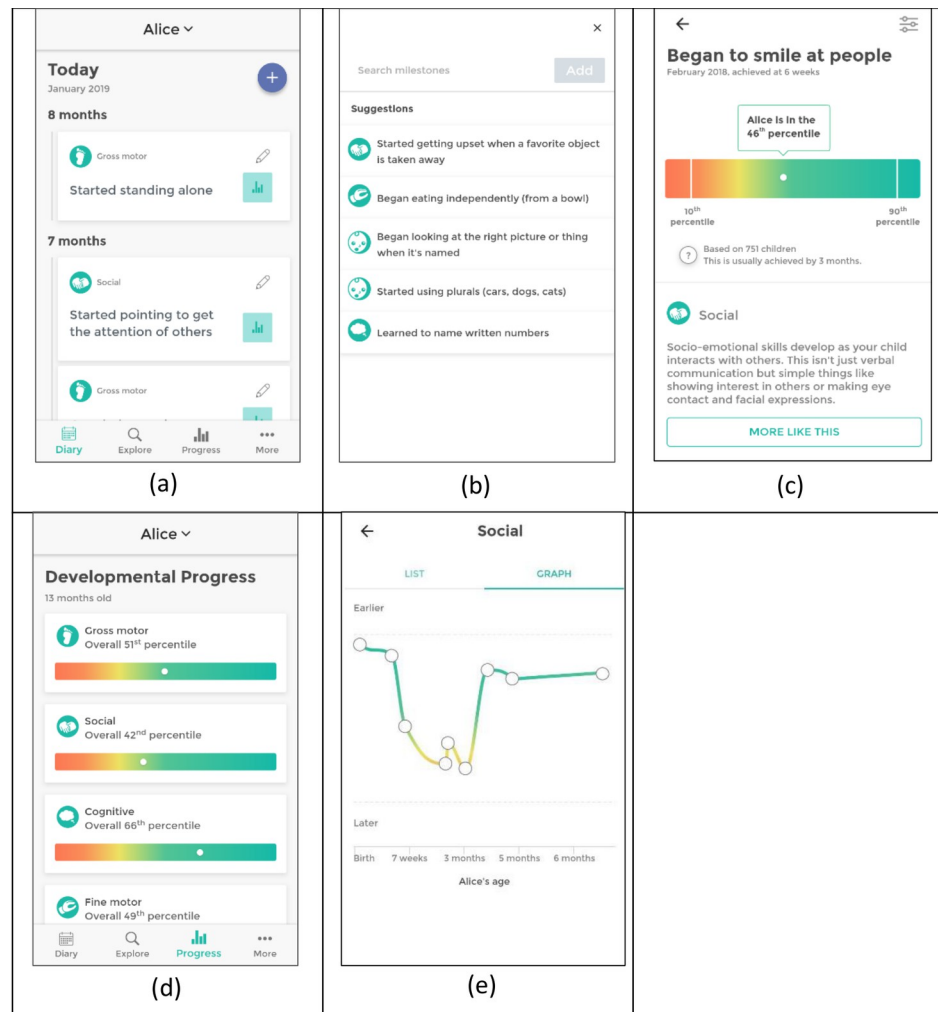 Alice
Today
January 2019
8 months
Gross motor
Started standing alone
7 months
Social
Started pointing to get
the attention of others
Gross motor
Diary
Explore
Progress
More
(a)
×
Search milestones
Add
Suggestions
Started getting upset when a favorite object
is taken away
Began eating independently (from a bowl)
Began looking at the right picture or thing
when it's named
Started using plurals (cars, dogs, cats)
Learned to name written numbers
(b)
Began to smile at people
February 2018, achieved at 6 weeks
Alice is in the
46th percentile
10th
percentile
90th
percentile
?
Based on 751 children
This is usually achieved by 3 months.
Social
Socio-emotional skills develop as your child
interacts with others. This isn't just verbal
communication but simple things like
showing interest in others or making eye
contact and facial expressions.
MORE LIKE THIS
(c)
Alice
Developmental Progress
13 months old
Gross motor
Overall 51st percentile
Social
Overall 42nd percentile
Cognitive
Overall 66th percentile
Fine motor
Overall 49th percentile
Diary
Explore
Progress
More
(d)
Social
LIST
GRAPH
Earlier
Later
Birth
7 weeks
3 months
5 months
6 months
Alice's age
(e)